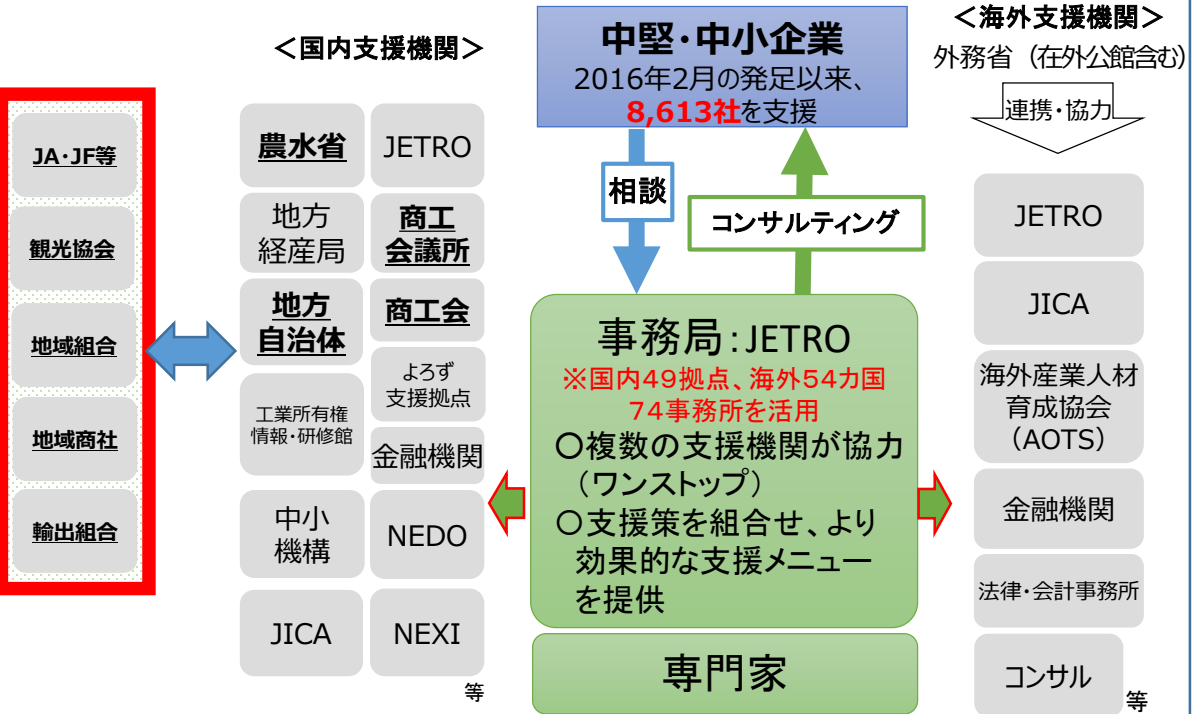 <国内支援機関>
JA・JF等
観光協会
地域組合
地域商社
輸出組合
農水省
JETRO
地方
経産局
商工
会議所
地方
自治体
商工会
よろず
支援拠点
工業所有権
情報・研修館
金融機関
中小
機構
NEDO
JICA
NEXI
等
中堅・中小企業
2016年2月の発足以来、
8,613社を支援
相談
コンサルティング
事務局:JETRO
※国内49拠点、海外54カ国
74事務所を活用
○複数の支援機関が協力
(ワンストップ)
○支援策を組合せ、より
効果的な支援メニュー
を提供
専門家
<海外支援機関>
外務省 (在外公館含む)
連携・協力
JETRO
JICA
海外産業人材
育成協会
(AOTS)
金融機関
法律・会計事務所
コンサル
等